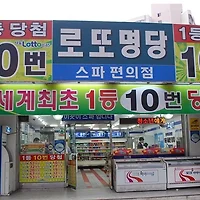 등 당첨
Lotto
0번
로또명당
스파 편의점
1등
1
세계최초 1등 10번 당
1등 10번 당첨